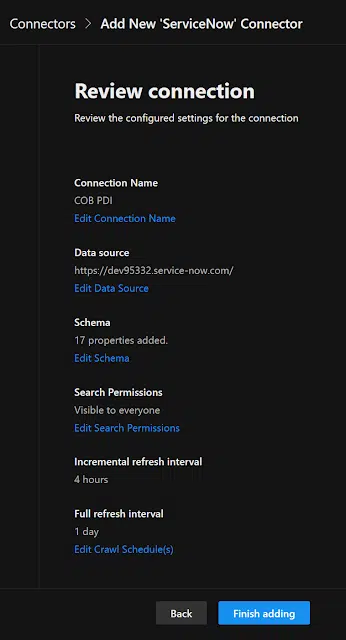 Connectors > Add New 'ServiceNow' Connector
Review connection
Review the configured settings for the connection
Connection Name
COB PDI
Edit Connection Name
Data source
https://dev95332.service-now.com/
Edit Data Source
Schema
17 properties added.
Edit Schema
Search Permissions
Visible to everyone
Edit Search Permissions
Incremental refresh interval
4 hours
Full refresh interval
1 day
Edit Crawl Schedule(s)
Back Finish adding